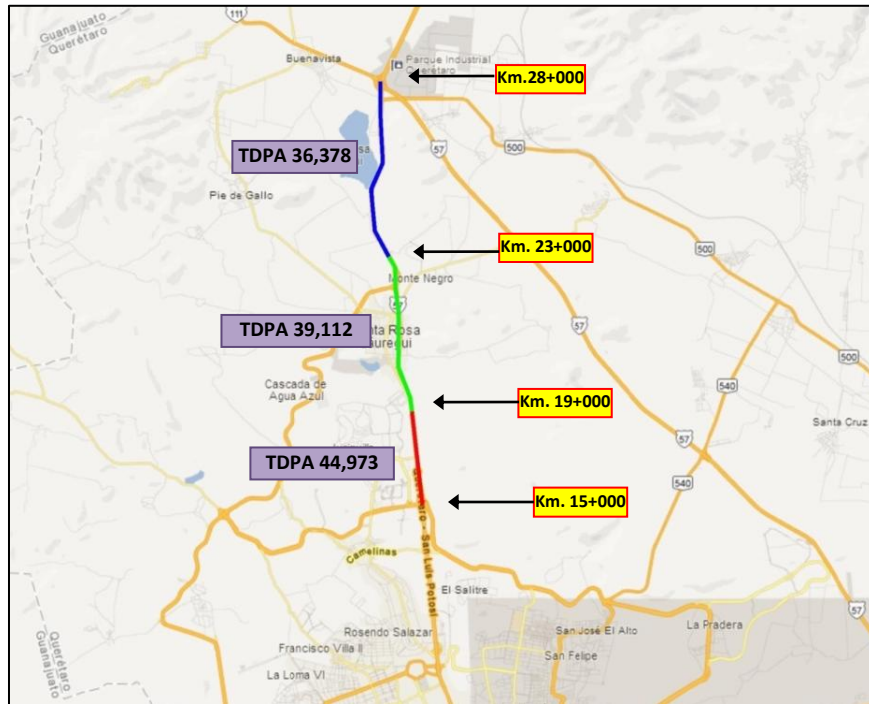 111
Guanajuato
Querétaro
Buenavista
Parque Industrial
Querétaro
Km.28+000
57
500
TDPA 36,378
Pie de Gallo
Km. 23+000
500
Monte Negro
57
57
TDPA 39,112
Santa Rosa
Jáuregui
500
Cascada de
Agua Azul
540
Km. 19+000
Santa Cruz
57
TDPA 44,973
540
Km. 15+000
Querétaro - San Luis Potosí
Camelinas
El Salitre
57
Rosendo Salazar
San José El Alto
La Pradera
Francisco Villa II
San Felipe
La Loma VI
Querétaro
Guanajuato